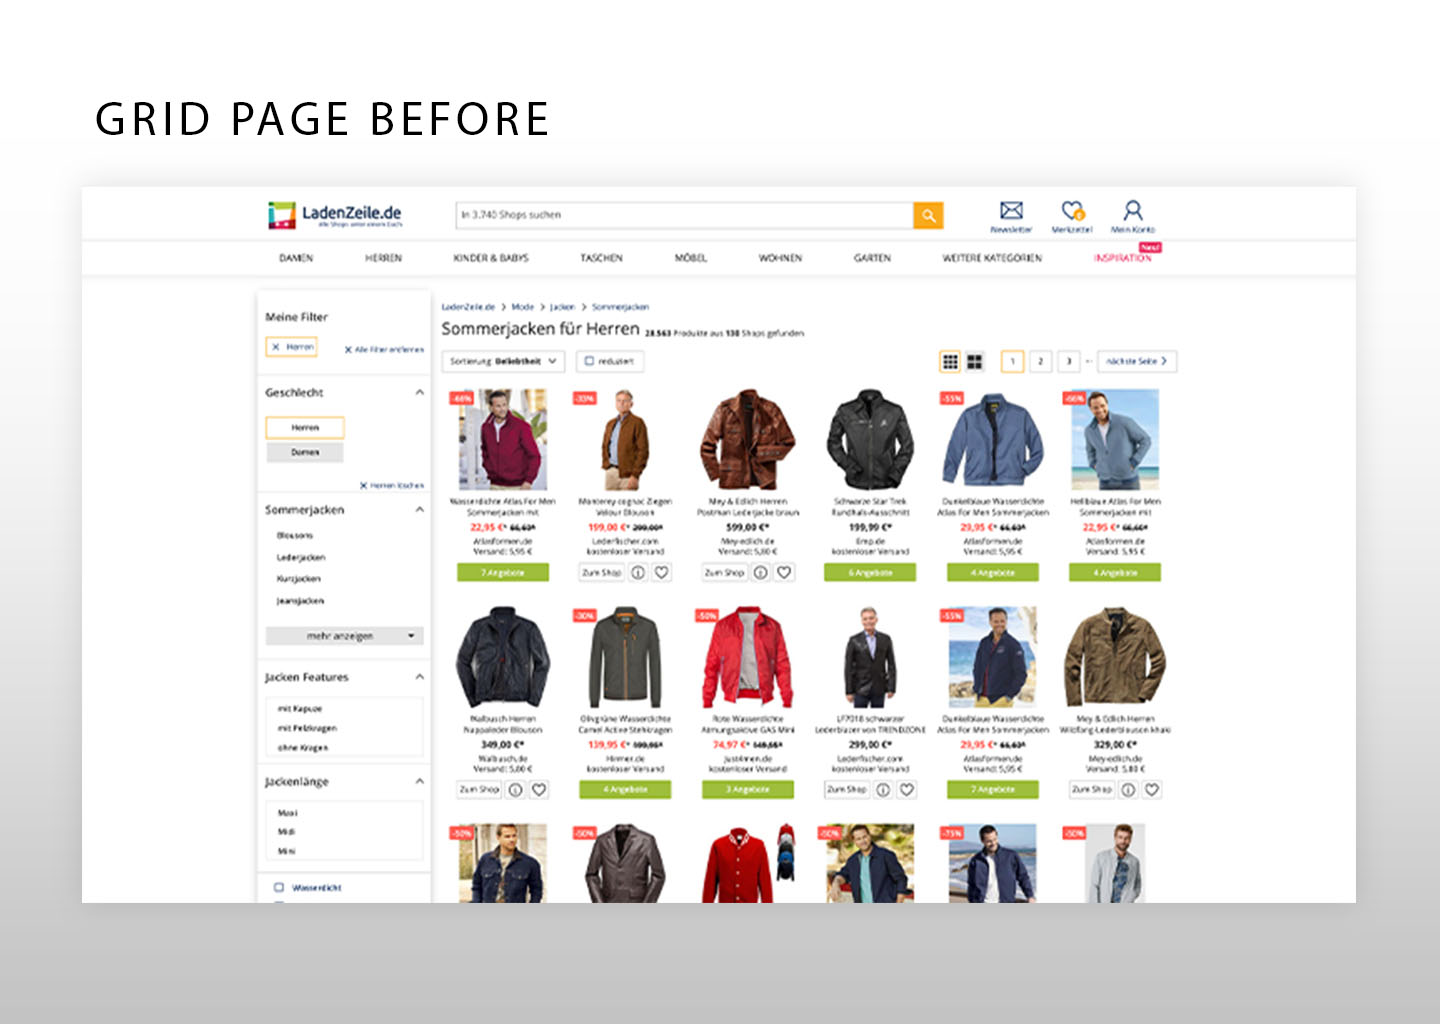 GRID PAGE BEFORE
LadenZeile.de
Alle Shops unter einem Dach
In 3.740 Shops suchen
Newsletter
Merkzettel
Mein Konto
DAMEN HERREN KINDER & BABYS TASCHEN MÖBEL WOHNEN GARTEN WEITERE KATEGORIEN INSPIRATION
Neu!
Meine Filter
Herren
Alle Filter entfernen
Geschlecht
Herren
Damen
Herren löschen
Sommerjacken
Blousons
Lederjacken
Kurzjacken
Jeansjacken
mehr anzeigen
Jacken Features
mit Kapuze
mit Pelzkragen
ohne Kragen
Jackenlänge
Maxi
Midi
Mini
Wasserdicht
LadenZeile.de > Mode > Jacken > Sommerjacken
Sommerjacken für Herren 28.563 Produkte aus 130 Shops gefunden
Sortierung Beliebtheit
reduziert
1 2 3 ... nächste Seite
-66%
Wasserdichte Atlas For Men
Sommerjacken mit
22,95 €*
Atlasformen.de
Versand: 5,95 €
7 Angebote
-33%
Monterey cognac Ziegen
Velour Blouson
199,00 €* 299,00*
Lederfischer.com
kostenloser Versand
Zum Shop
Mey & Edlich Herren
Postman Lederjacke braun
599,00 €*
Mey-edlich.de
Versand: 5,80 €
Zum Shop
Schwarze Star Trek
Rundhals-Ausschnitt
199,99 €*
Emp.de
kostenloser Versand
6 Angebote
-55%
Dunkelblaue Wasserdichte
Atlas For Men Sommerjacken
29,95 €*
Atlasformen.de
Versand: 5,95 €
4 Angebote
-66%
Hellblaue Atlas For Men
Sommerjacken mit
22,95 €*
Atlasformen.de
Versand: 5,95 €
4 Angebote
Walbusch Herren
Nappaleder Blouson
349,00 €*
Walbusch.de
Versand: 5,80 €
Zum Shop
-30%
Olivgrüne Wasserdichte
Camel Active Stehkragen
139,95 €* 199,95*
Hirmer.de
kostenloser Versand
4 Angebote
-50%
Rote Wasserdichte
Atmungsaktive GAS Mini
74,97 €* 149,95*
Just4men.de
kostenloser Versand
3 Angebote
LF7018 schwarzer
Lederblazer von TRENDZONE
299,00 €*
Lederfischer.com
kostenloser Versand
Zum Shop
-55%
Dunkelblaue Wasserdichte
Atlas For Men Sommerjacken
29,95 €*
Atlasformen.de
Versand: 5,95 €
7 Angebote
Mey & Edlich Herren
Wildfang-Lederblouson khaki
329,00 €*
Mey-edlich.de
Versand: 5,80 €
Zum Shop
-50%
-50%
-50%
-75%
-50%